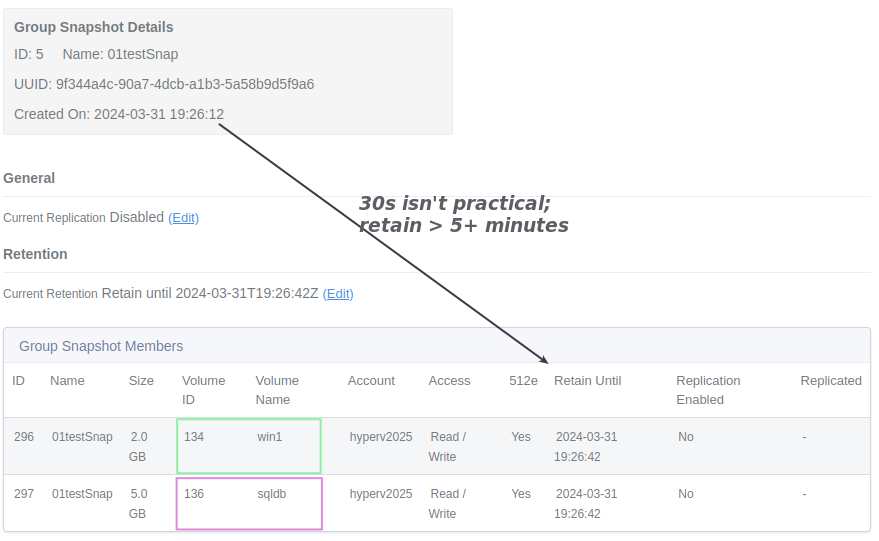 Group Snapshot Details
ID: 5 Name: 01testSnap
UUID: 9f344a4c-90a7-4dcb-a1b3-5a58b9d5f9a6
Created On: 2024-03-31 19:26:12
General
30s isn't practical;
retain > 5+ minutes
Current Replication Disabled (Edit)
Retention
Current Retention Retain until 2024-03-31T19:26:42Z (Edit)
Group Snapshot Members
ID Name Size Volume ID Volume Name Account Access 512e Retain Until Replication Enabled Replicated
296 01testSnap 2.0 GB 134 win1 hyperv2025 Read / Write Yes 2024-03-31 19:26:42 No -
297 01testSnap 5.0 GB 136 sqldb hyperv2025 Read / Write Yes 2024-03-31 19:26:42 No -